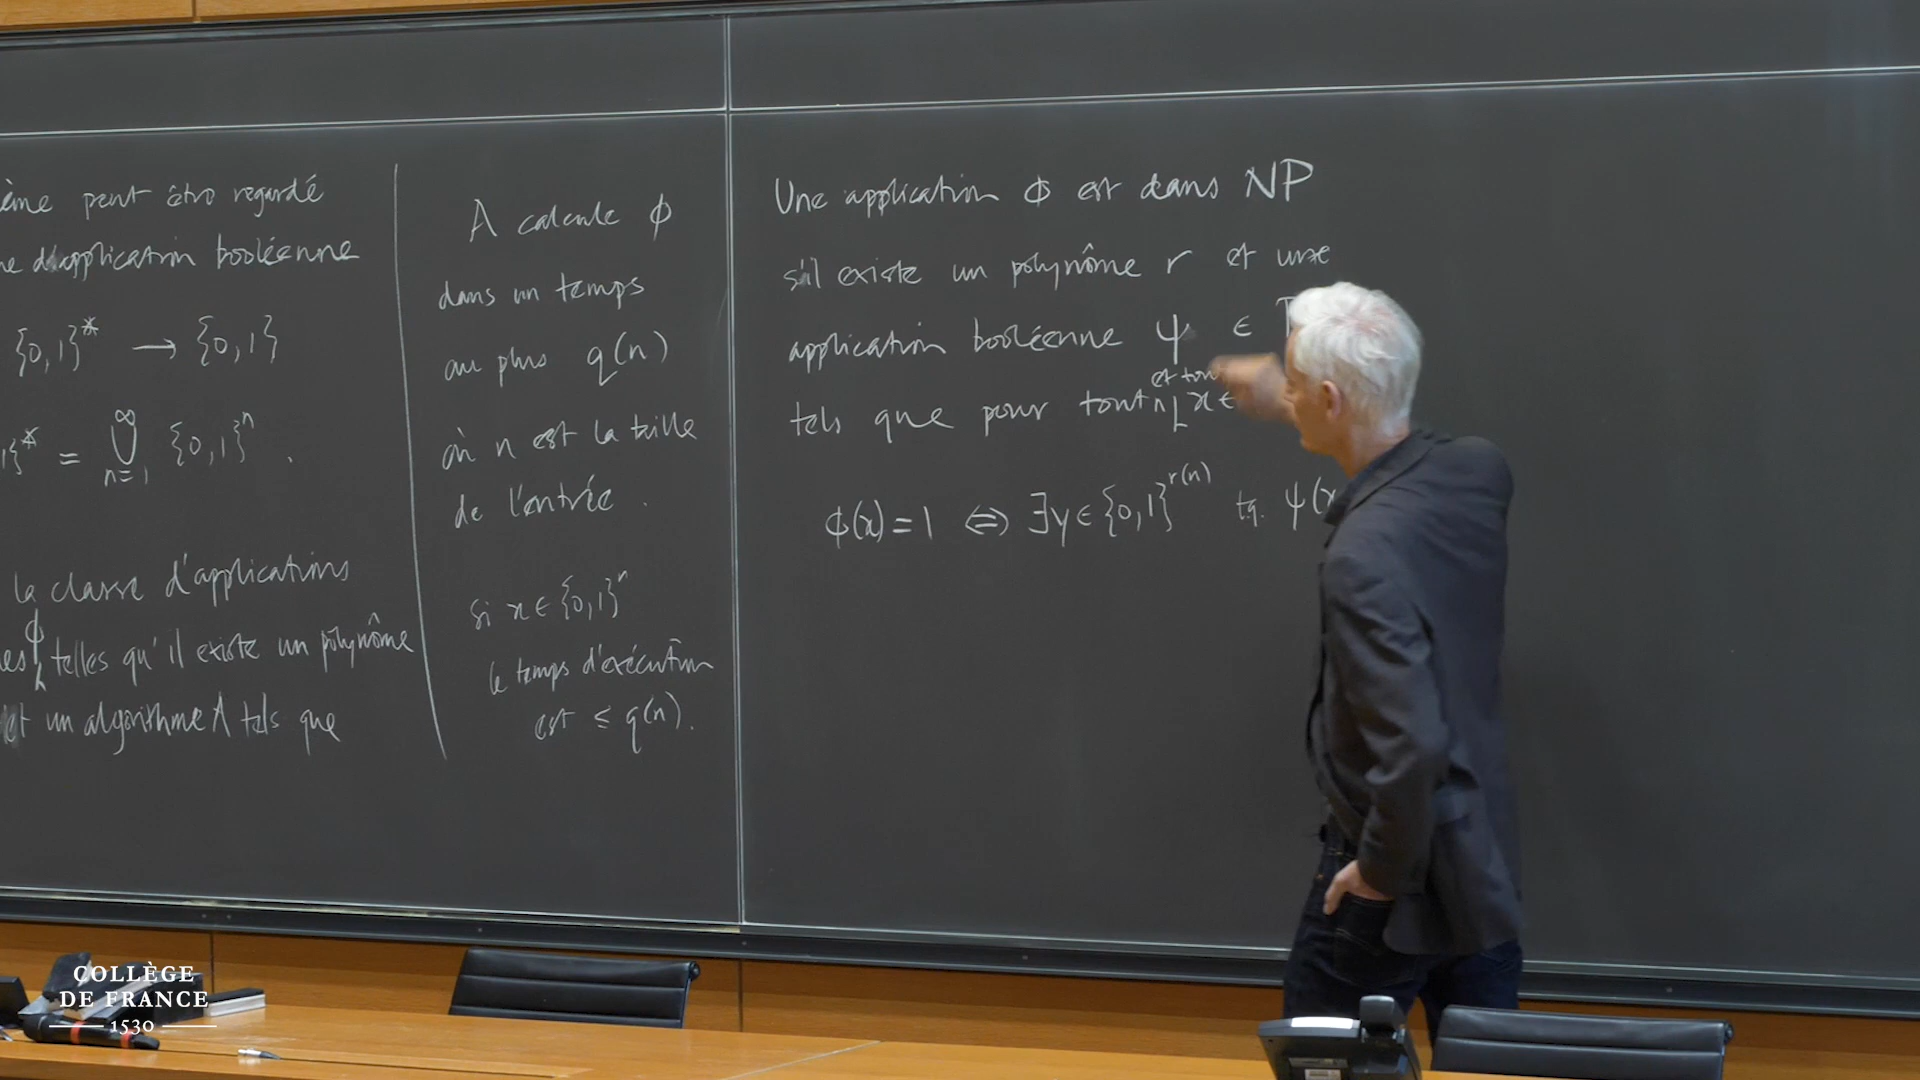 peut être regardé
d'application booléenne
{0,1}* → {0,1}
1}* = ∪ {0,1}ⁿ .
∞
n=1
la classe d'applications
ϕ
telles qu'il existe un polynôme
et un algorithme A tels que
A calcule ϕ
dans un temps
au plus q(n)
où n est la taille
de l'entrée .
si x ∈ {0,1}ⁿ
le temps d'exécution
est ≤ q(n).
Une application ϕ est dans NP
s'il existe un polynôme r et une
application booléenne ψ ∈
et
tels que pour tout n x ∈
ϕ(x)=1 ⇔ ∃y ∈ {0,1}^r(n) tq. ψ(x
COLLÈGE
DE FRANCE
1530